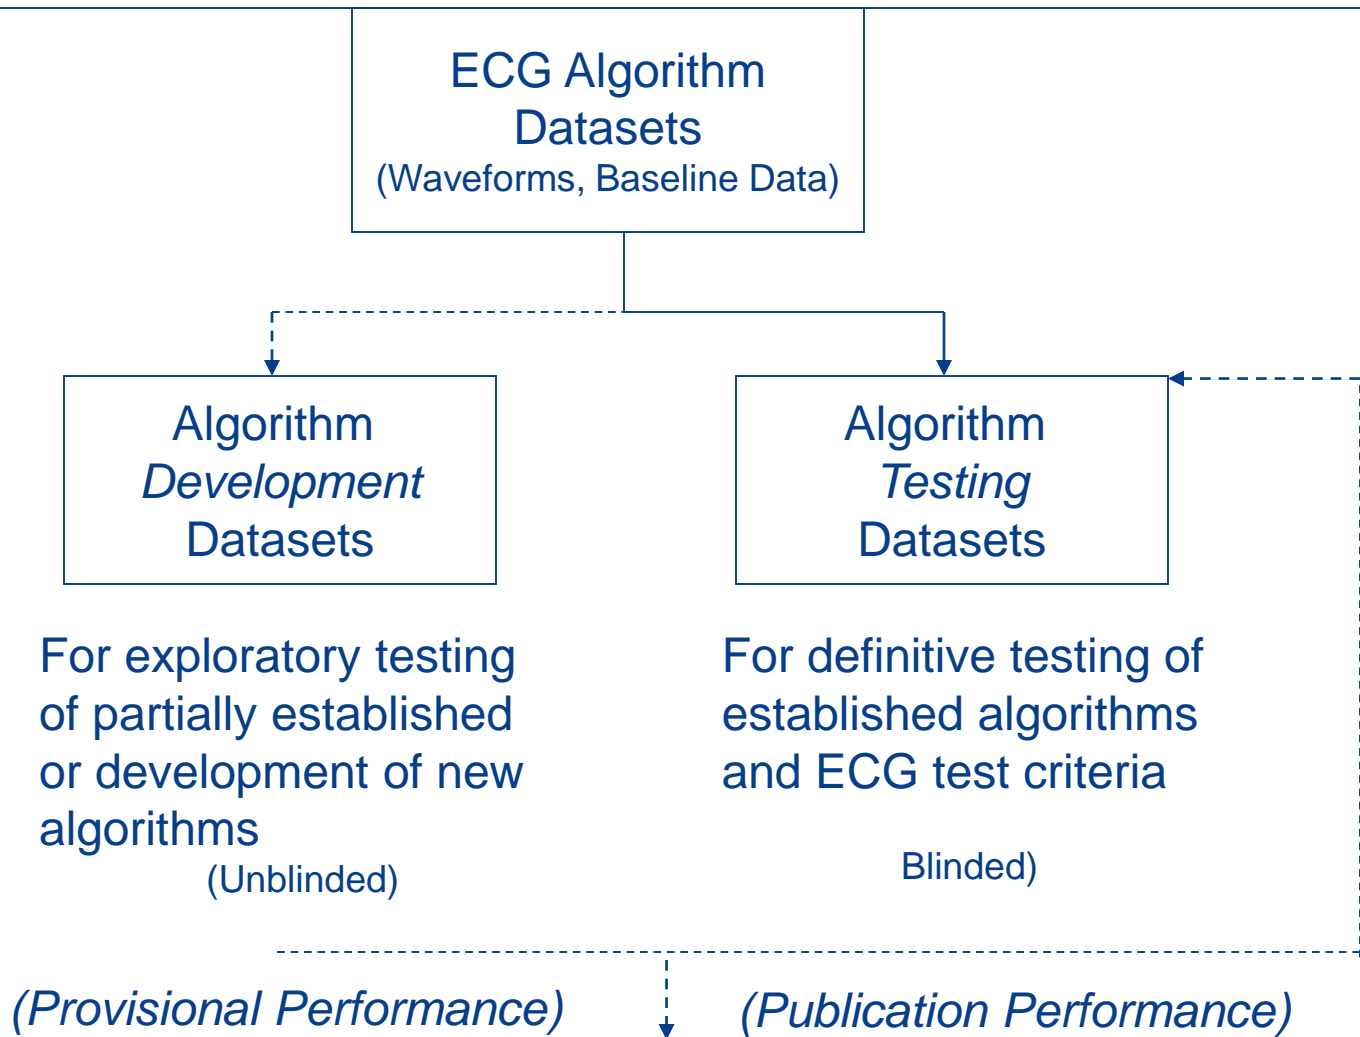 ECG Algorithm
Datasets
(Waveforms, Baseline Data)
Algorithm
Development
Datasets
Algorithm
Testing
Datasets
For exploratory testing
of partially established
or development of new
algorithms
(Unblinded)
For definitive testing of
established algorithms
and ECG test criteria
Blinded)
(Provisional Performance)
(Publication Performance)